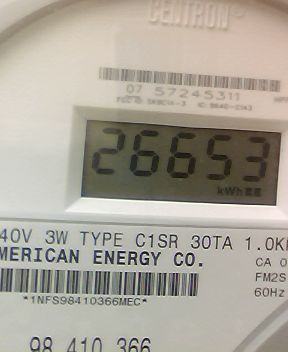 CENTRON®
07 57245311
26653
kWh
40V 3W TYPE C1SR 30TA 1.0K
MERICAN ENERGY CO.
CA 0
FM2S
60Hz
*1NFS98410366MEC*
98 410 366